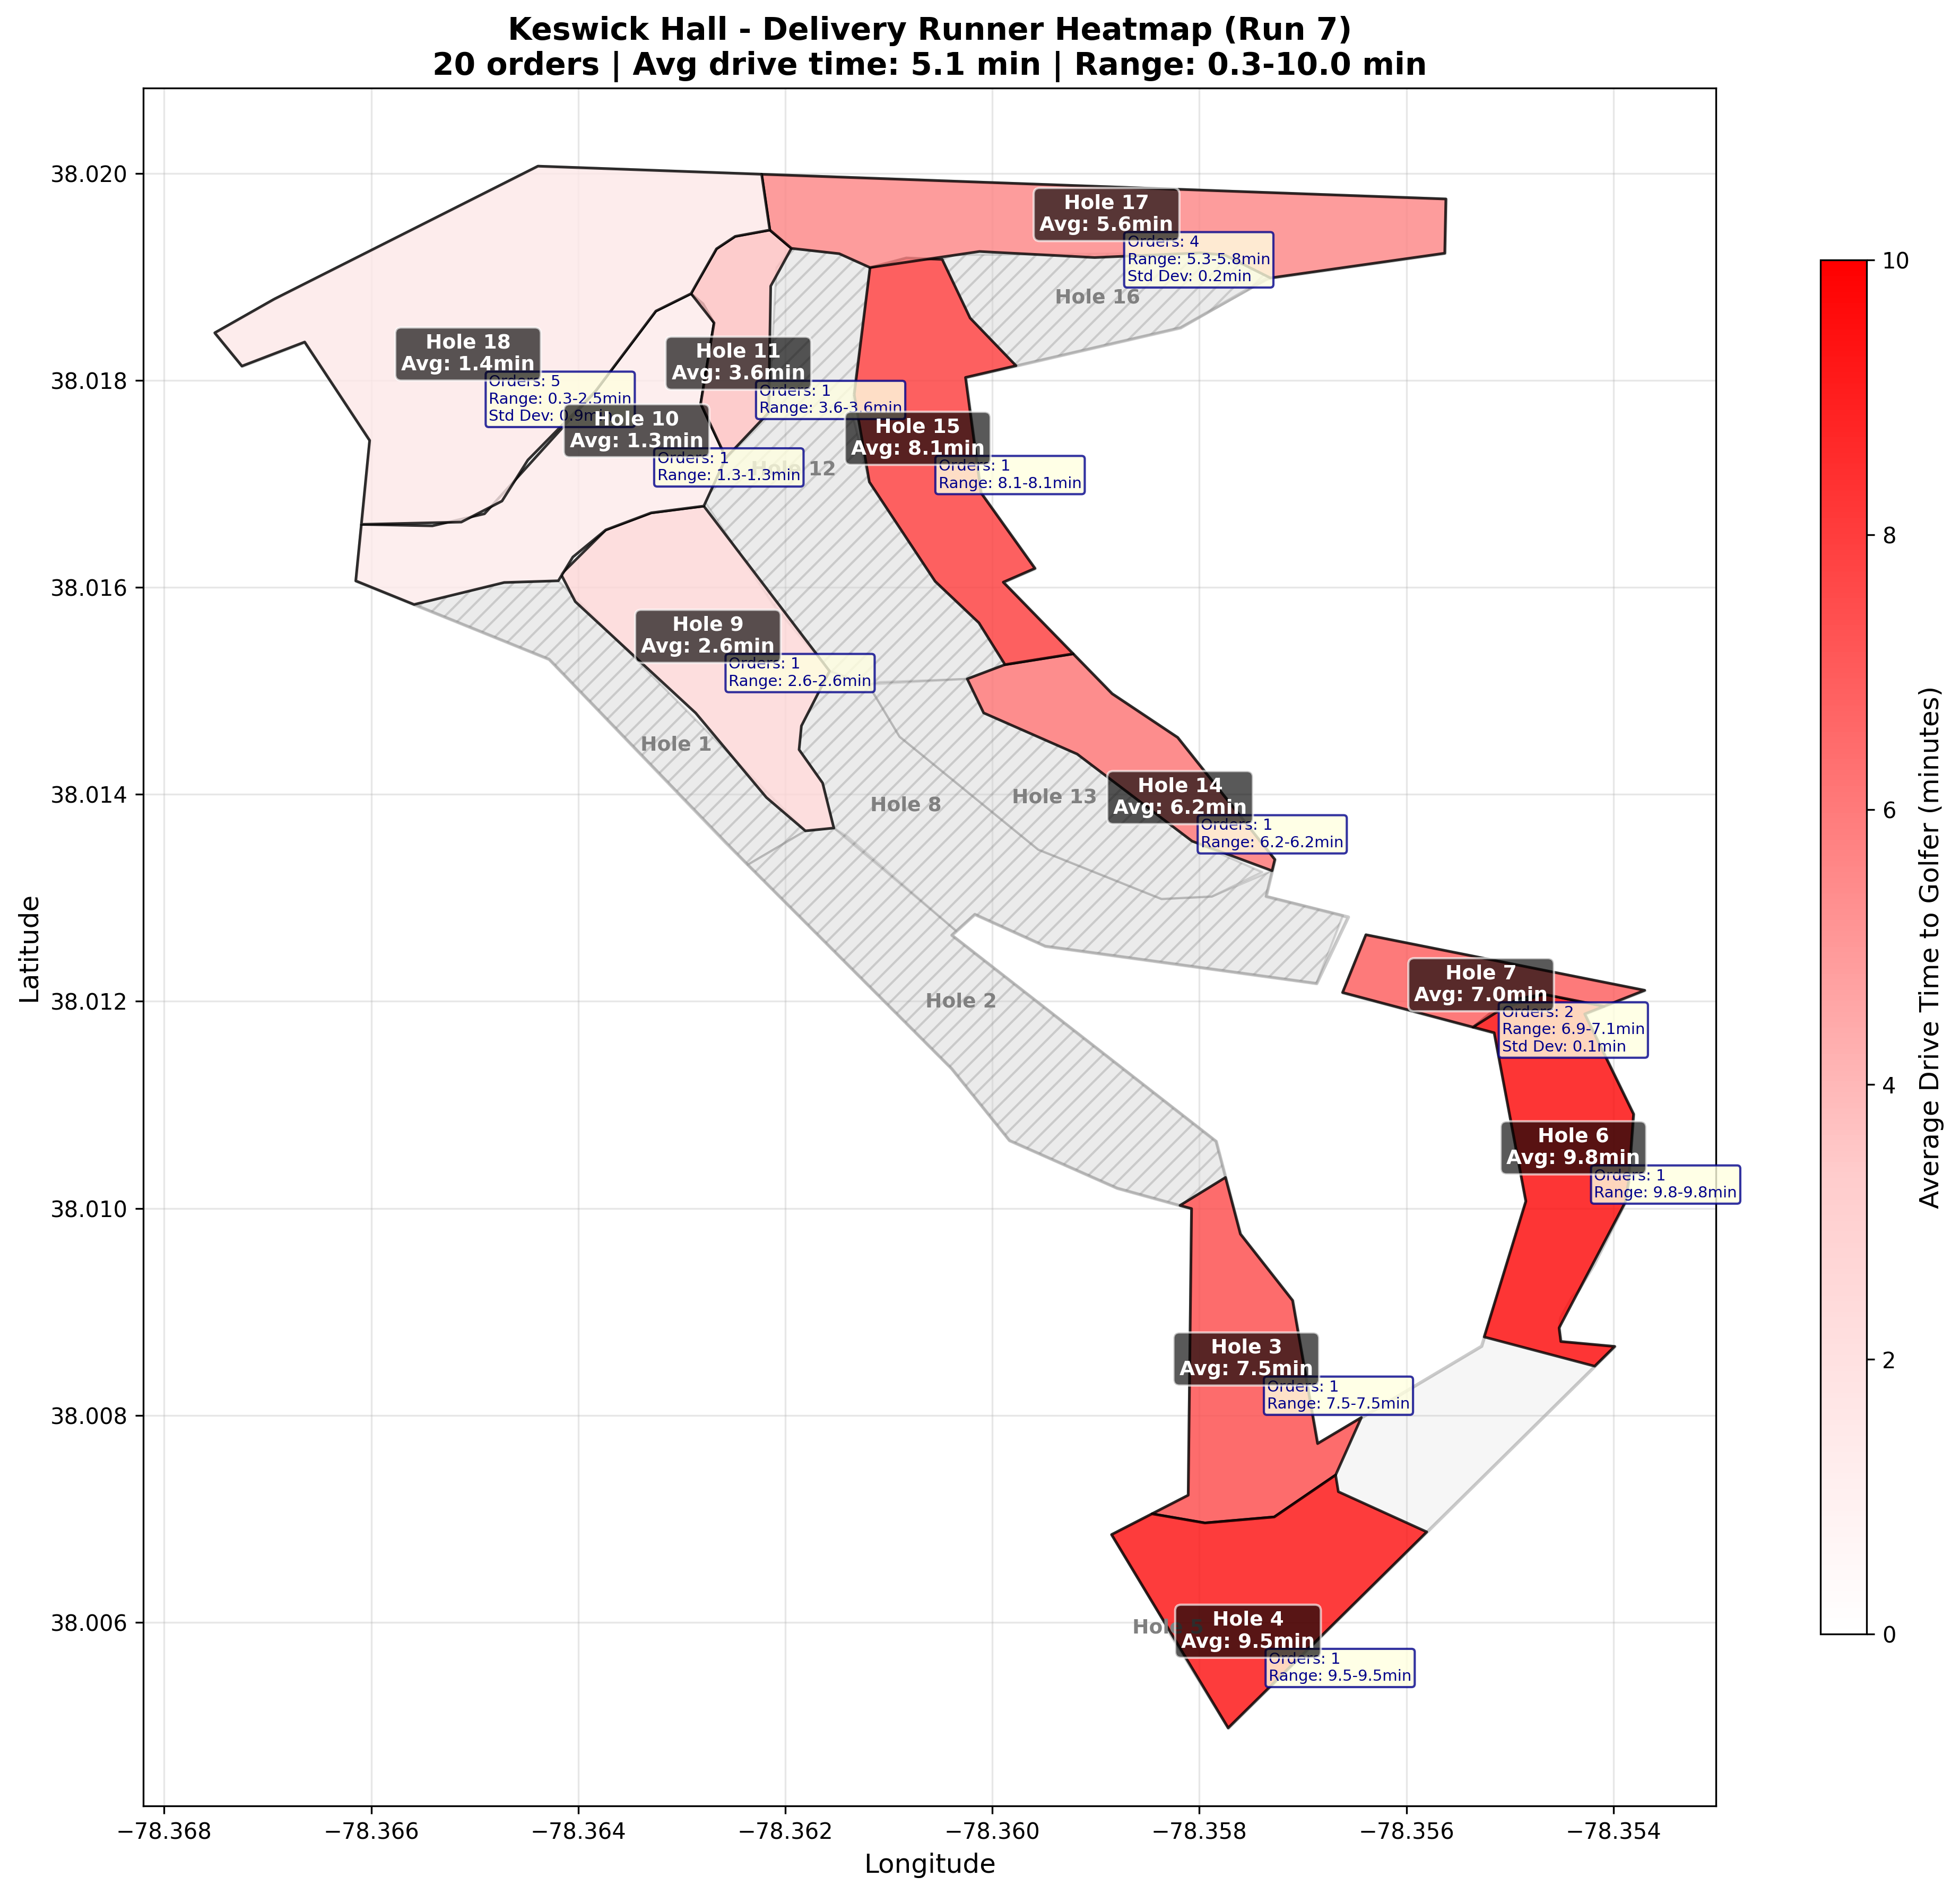 Keswick Hall - Delivery Runner Heatmap (Run 7)
20 orders | Avg drive time: 5.1 min | Range: 0.3-10.0 min
38.020
38.018
38.016
38.014
38.012
38.010
38.008
38.006
Latitude
Hole 17
Avg: 5.6min
Orders: 4
Range: 5.3-5.8min
Std Dev: 0.2min
Hole 16
Hole 18
Avg: 1.4min
Orders: 5
Range: 0.3-2.5min
Std Dev: 0.9min
Hole 11
Avg: 3.6min
Orders: 1
Range: 3.6-3.6min
Hole 10
Avg: 1.3min
Orders: 1
Range: 1.3-1.3min
Hole 12
Hole 15
Avg: 8.1min
Orders: 1
Range: 8.1-8.1min
Hole 9
Avg: 2.6min
Orders: 1
Range: 2.6-2.6min
Hole 1
Hole 8
Hole 13
Hole 14
Avg: 6.2min
Orders: 1
Range: 6.2-6.2min
Hole 2
Hole 7
Avg: 7.0min
Orders: 2
Range: 6.9-7.1min
Std Dev: 0.1min
Hole 6
Avg: 9.8min
Orders: 1
Range: 9.8-9.8min
Hole 3
Avg: 7.5min
Orders: 1
Range: 7.5-7.5min
Hole 5
Hole 4
Avg: 9.5min
Orders: 1
Range: 9.5-9.5min
−78.368
−78.366
−78.364
−78.362
−78.360
−78.358
−78.356
−78.354
Longitude
10
8
6
4
2
0
Average Drive Time to Golfer (minutes)